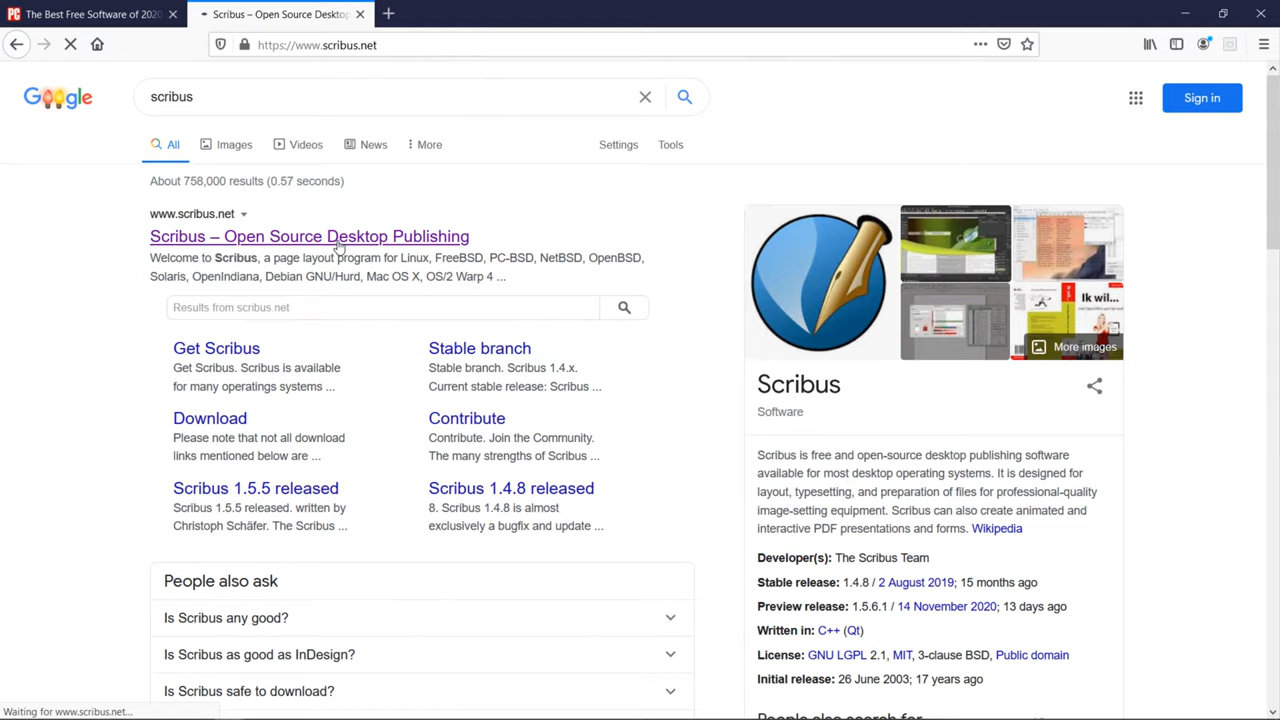 The Best Free Software of 2020
Scribus – Open Source Desktop
https://www.scribus.net
Google
scribus
Sign in
All
Images
Videos
News
More
Settings
Tools
About 758,000 results (0.57 seconds)
www.scribus.net
Scribus – Open Source Desktop Publishing
Welcome to Scribus, a page layout program for Linux, FreeBSD, PC-BSD, NetBSD, OpenBSD,
Solaris, OpenIndiana, Debian GNU/Hurd, Mac OS X, OS/2 Warp 4 ...
Results from scribus.net
Get Scribus
Get Scribus. Scribus is available
for many operatings systems ...
Stable branch
Stable branch. Scribus 1.4.x.
Current stable release: Scribus ...
Download
Please note that not all download
links mentioned below are ...
Contribute
Contribute. Join the Community.
The many strengths of Scribus ...
Scribus 1.5.5 released
Scribus 1.5.5 released. written by
Christoph Schäfer. The Scribus ...
Scribus 1.4.8 released
8. Scribus 1.4.8 is almost
exclusively a bugfix and update ...
People also ask
Is Scribus any good?
Is Scribus as good as InDesign?
Is Scribus safe to download?
Ik wil...
More images
Scribus
Software
Scribus is free and open-source desktop publishing software
available for most desktop operating systems. It is designed for
layout, typesetting, and preparation of files for professional-quality
image-setting equipment. Scribus can also create animated and
interactive PDF presentations and forms. Wikipedia
Developer(s): The Scribus Team
Stable release: 1.4.8 / 2 August 2019; 15 months ago
Preview release: 1.5.6.1 / 14 November 2020; 13 days ago
Written in: C++ (Qt)
License: GNU LGPL 2.1, MIT, 3-clause BSD, Public domain
Initial release: 26 June 2003; 17 years ago
People also search for
Waiting for www.scribus.net...